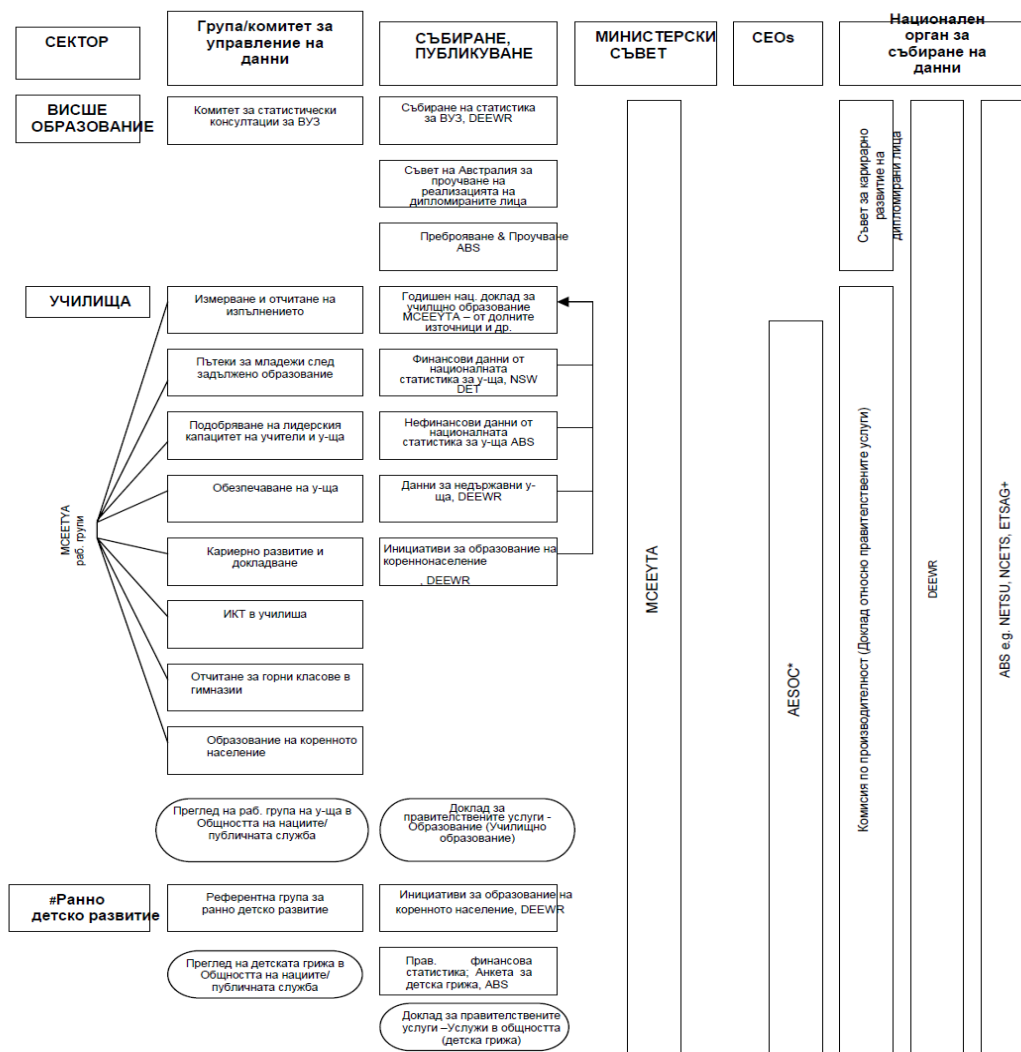 СЕКТОР
Група/комитет за
управление на
данни
СЪБИРАНЕ,
ПУБЛИКУВАНЕ
МИНИСТЕРСКИ
СЪВЕТ
CEOs
Национален
орган за
събиране на
данни
ВИСШЕ
ОБРАЗОВАНИЕ
Комитет за статистически
консултации за ВУЗ
Събиране на статистика
за ВУЗ, DEEWR
Съвет на Австралия за
проучване на
реализацията на
дипломираните лица
Преброяване & Проучване
ABS
УЧИЛИЩА
Измерване и отчитане на
изпълнението
Годишен нац. доклад за
училщно образование
MCEEYTA – от долните
източници и др.
Пътеки за младежи след
задължено образование
Финансови данни от
националната
статистика за у-ща, NSW
DET
Подобряване на лидерския
капацитет на учители и у-ща
Нефинансови данни от
националната
статистика за у-ща ABS
Обезпечаване на у-ща
Данни за недържавни у-
ща, DEEWR
Кариерно развитие и
докладване
Инициативи за образование на
кореннонаселение
, DEEWR
ИКТ в училиша
Отчитане за горни класове в
гимназии
Образование на коренното
население
MCEETYA
раб. групи
Преглед на раб. група на у-ща в
Общността на нациите/
публичната служба
Доклад за
правителствените услуги -
Образование (Училищно
образование)
#Ранно
детско развитие
Референтна група за
ранно детско развитие
Инициативи за образование на
коренното население, DEEWR
Преглед на детската грижа в
Общността на нациите/
публичната служба
Прав. финансова
статистика; Анкета за
детска грижа, ABS
Доклад за правителствените
услуги –Услужи в общността
(детска грижа)
MCEEYTA
AESOC*
Съвет за карирарно
развитие на
дипломирани лица
Комисия по производителност (Доклад относно правителствените услуги)
DEEWR
ABS e.g. NETSU, NCETS, ETSAG+